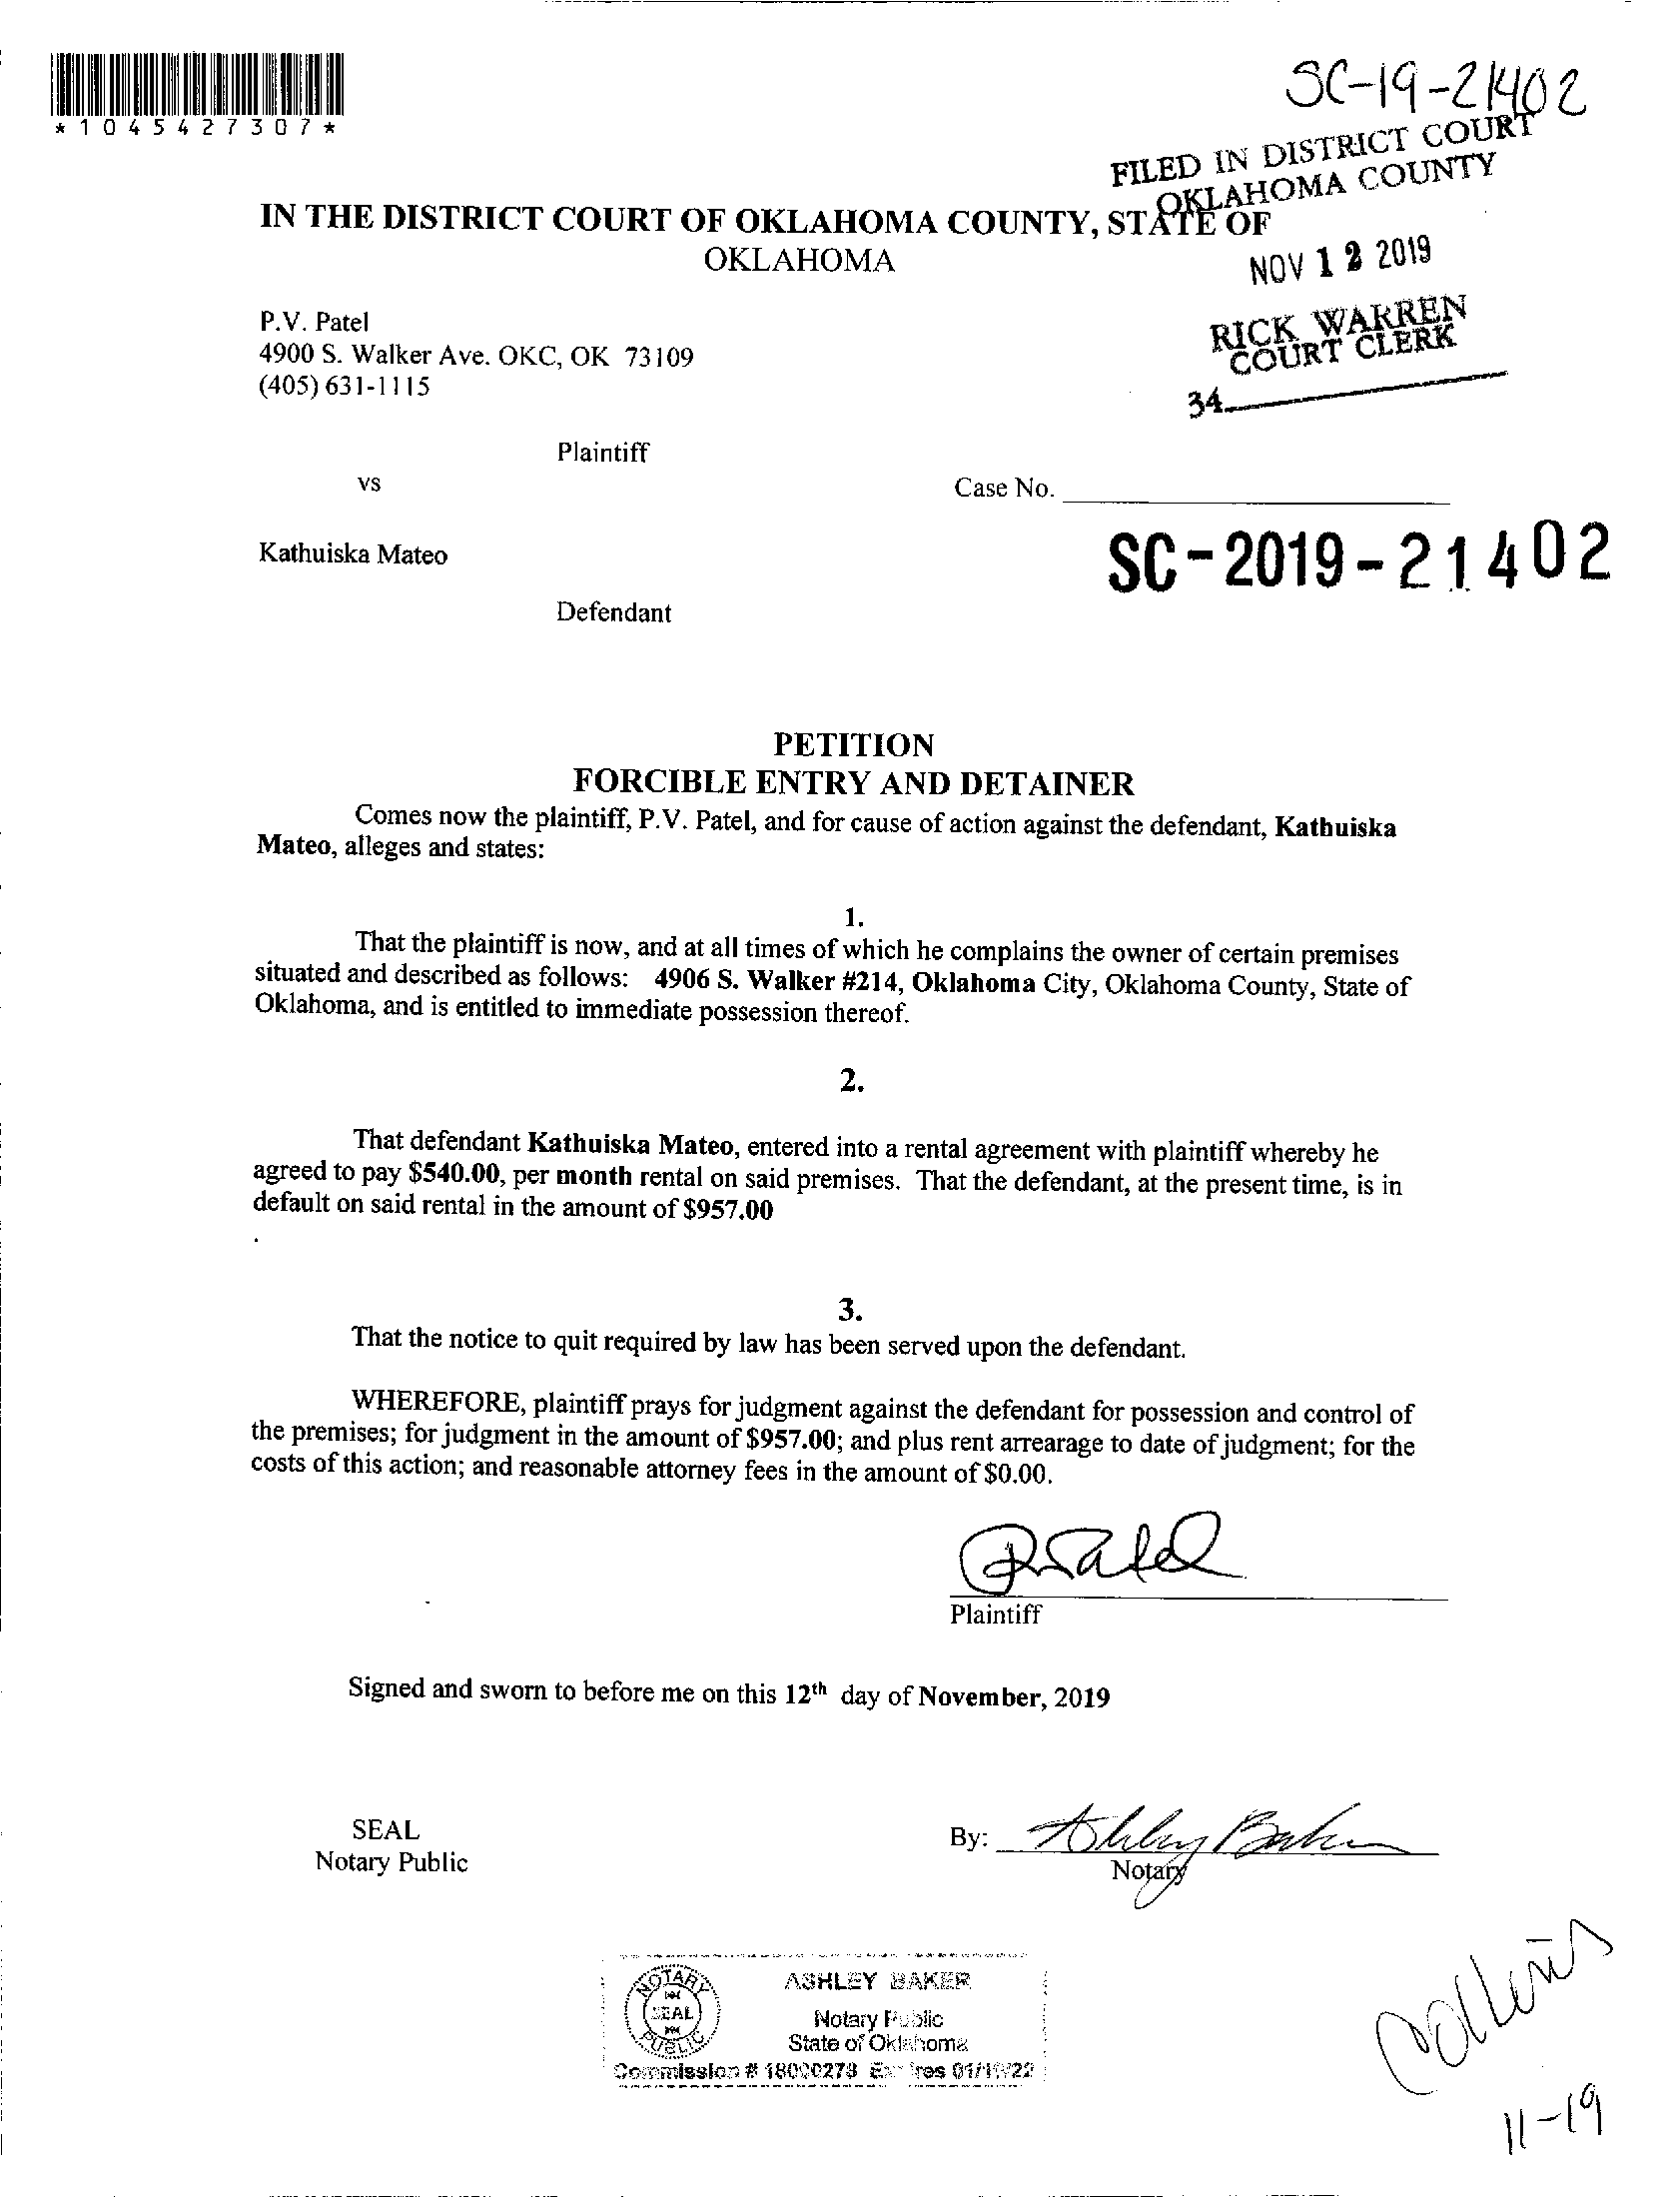 *1045427307*
SC-19-21402
FILED IN DISTRICT COURT
OKLAHOMA COUNTY
IN THE DISTRICT COURT OF OKLAHOMA COUNTY, STATE OF
OKLAHOMA
NOV 12 2019
RICK WARREN
COURT CLERK
34
P.V. Patel
4900 S. Walker Ave. OKC, OK 73109
(405) 631-1115
Plaintiff
vs
Case No.
Kathuiska Mateo
SC-2019-21402
Defendant
PETITION
FORCIBLE ENTRY AND DETAINER
Comes now the plaintiff, P.V. Patel, and for cause of action against the defendant, Kathuiska
Mateo, alleges and states:
1.
That the plaintiff is now, and at all times of which he complains the owner of certain premises
situated and described as follows: 4906 S. Walker #214, Oklahoma City, Oklahoma County, State of
Oklahoma, and is entitled to immediate possession thereof.
2.
That defendant Kathuiska Mateo, entered into a rental agreement with plaintiff whereby he
agreed to pay $540.00, per month rental on said premises. That the defendant, at the present time, is in
default on said rental in the amount of $957.00
.
3.
That the notice to quit required by law has been served upon the defendant.
WHEREFORE, plaintiff prays for judgment against the defendant for possession and control of
the premises; for judgment in the amount of $957.00; and plus rent arrearage to date of judgment; for the
costs of this action; and reasonable attorney fees in the amount of $0.00.
Plaintiff
Signed and sworn to before me on this 12th day of November, 2019
SEAL
Notary Public
By: Ashley Baker
Notary
NOTARY
SEAL
PUBLIC
ASHLEY BAKER
Notary Public
State of Oklahoma
Commission # Expires
Collins
11-19